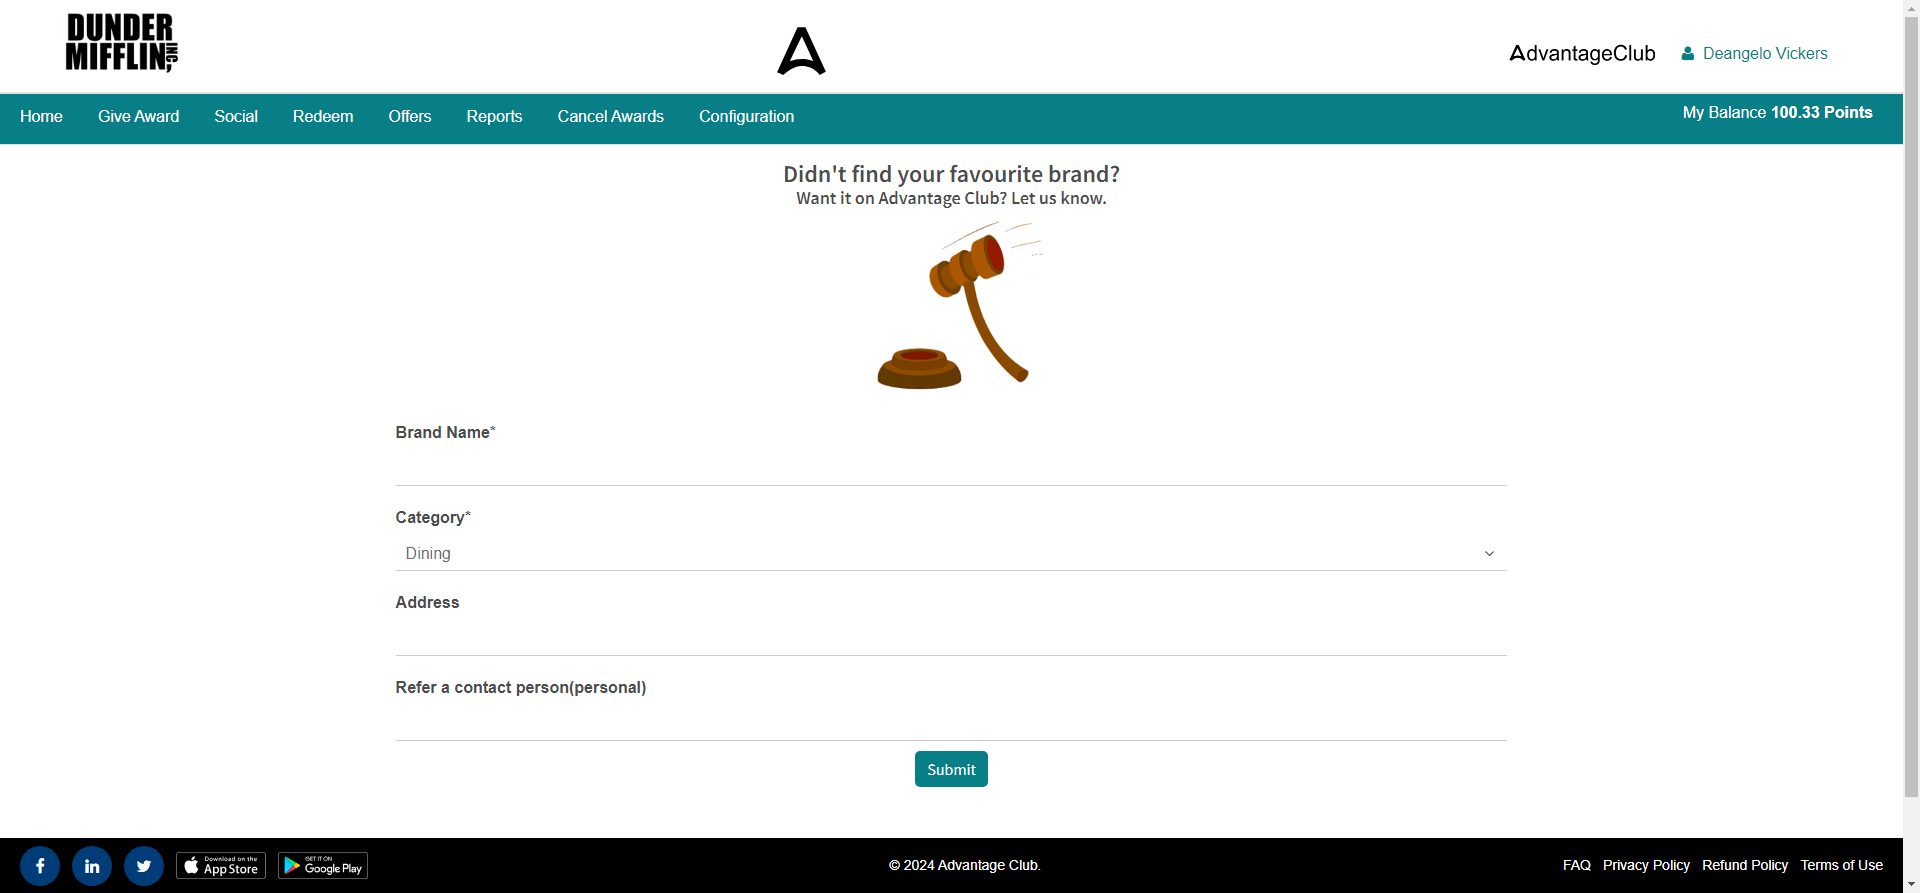 DUNDER
MIFFLIN INC,
AdvantageClub
Deangelo Vickers
Home Give Award Social Redeem Offers Reports Cancel Awards Configuration
My Balance 100.33 Points
Didn't find your favourite brand?
Want it on Advantage Club? Let us know.
Brand Name*
Category*
Dining
Address
Refer a contact person(personal)
Submit
Download on the
App Store
GET IT ON
Google Play
© 2024 Advantage Club.
FAQ Privacy Policy Refund Policy Terms of Use